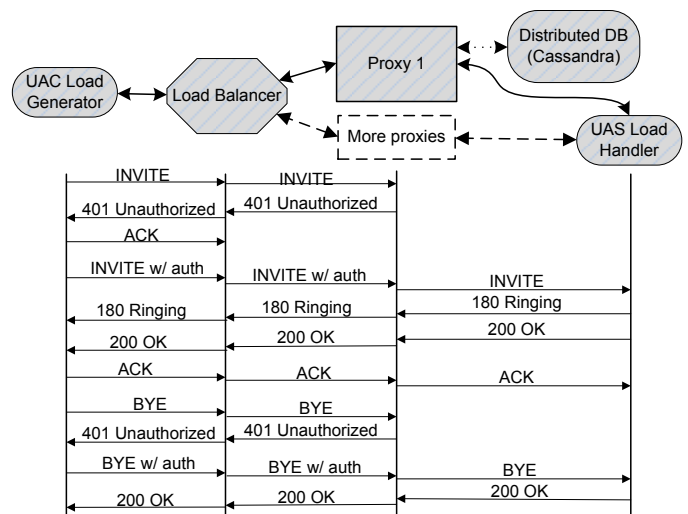 Distributed DB
(Cassandra)
Proxy 1
UAC Load
Generator
Load Balancer
More proxies
UAS Load
Handler
INVITE
INVITE
401 Unauthorized
401 Unauthorized
ACK
INVITE w/ auth
INVITE w/ auth
INVITE
180 Ringing
180 Ringing
180 Ringing
200 OK
200 OK
200 OK
ACK
ACK
ACK
BYE
BYE
401 Unauthorized
401 Unauthorized
BYE w/ auth
BYE w/ auth
BYE
200 OK
200 OK
200 OK